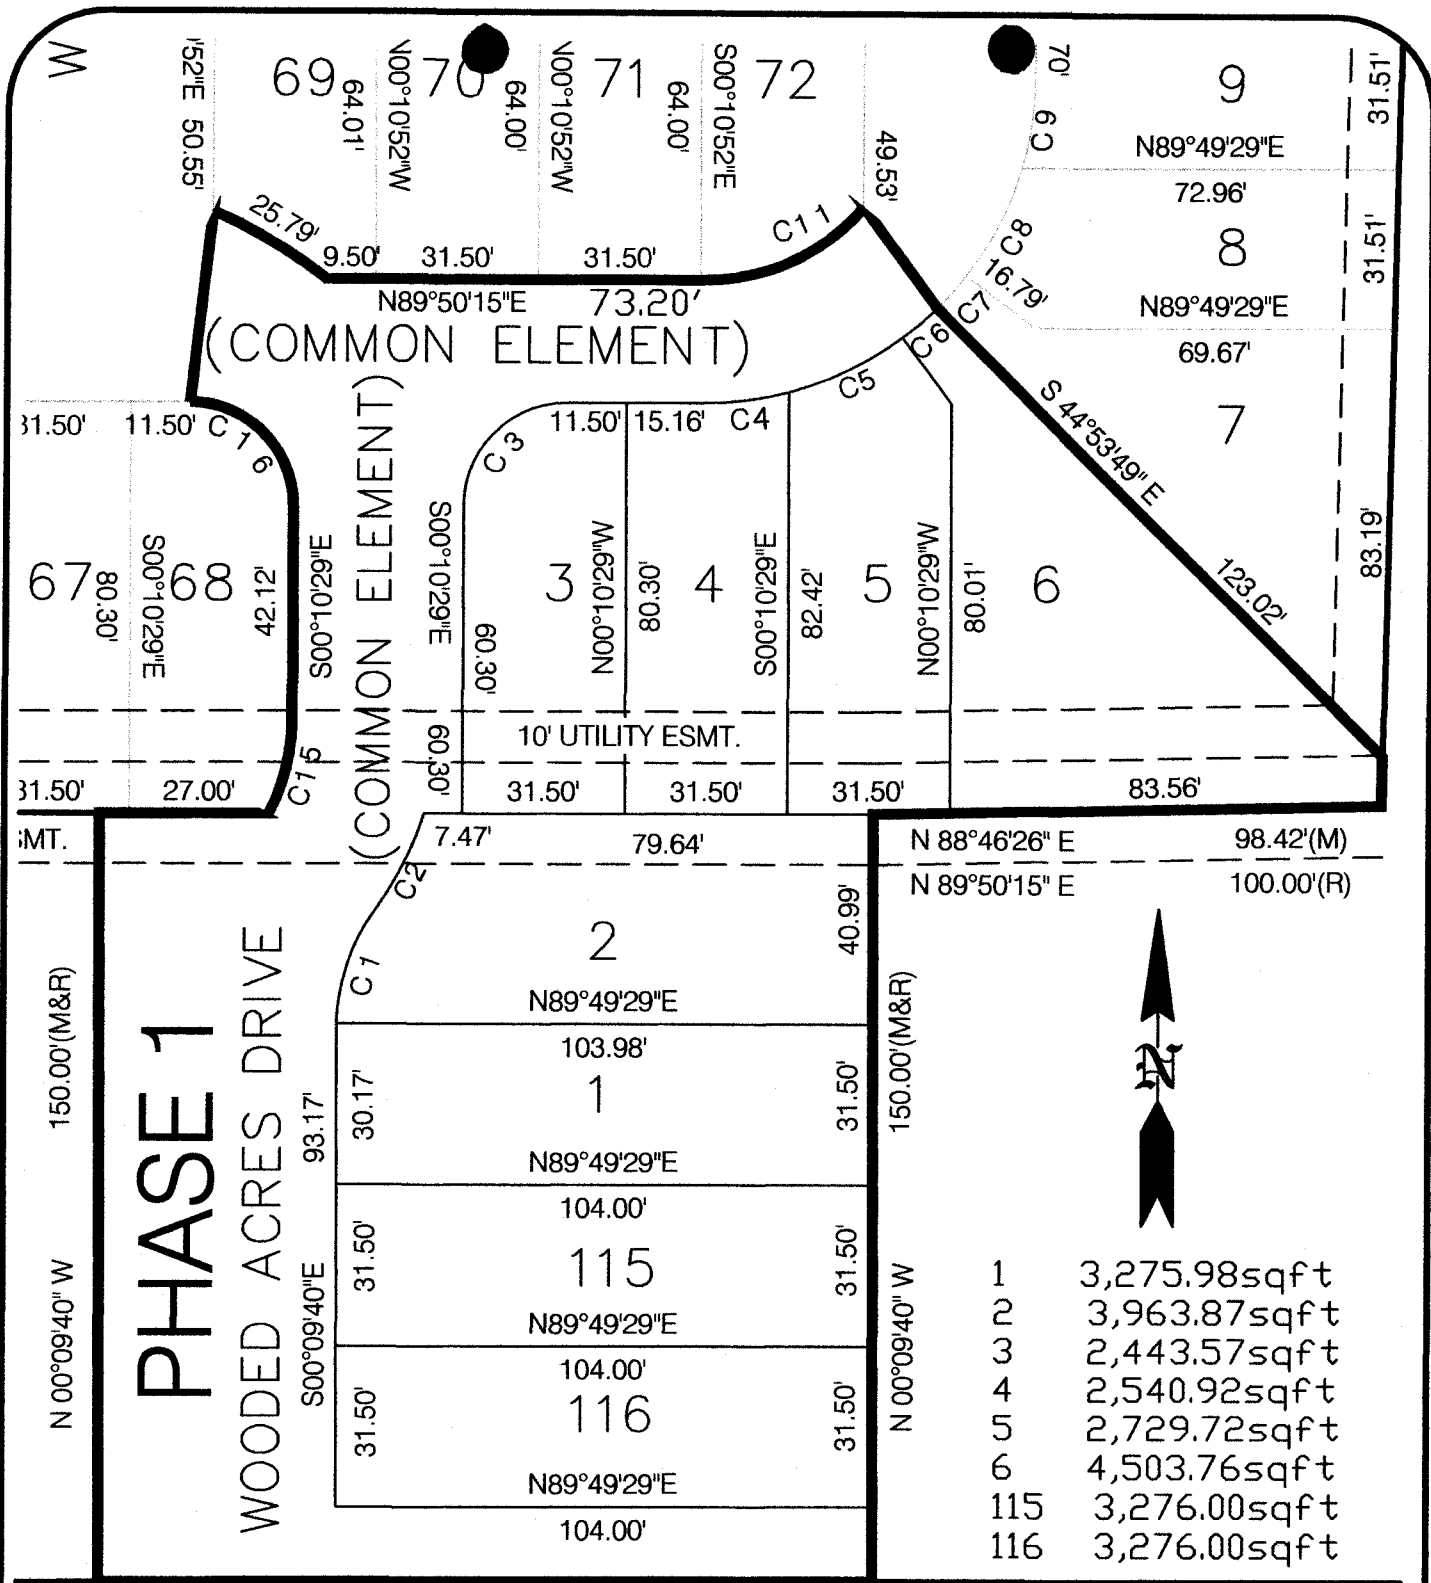 W
'52"E 50.55'
69
64.01'
N00°10'52"W
70
64.00'
N00°10'52"W
71
64.00'
S00°10'52"E
72
49.53'
70'
C9
9
N89°49'29"E
72.96'
31.51'
25.79'
9.50'
31.50'
31.50'
C11
C8
16.79'
C7
8
N89°49'29"E
69.67'
31.51'
N89°50'15"E
73.20'
(COMMON ELEMENT)
C6
C5
C4
S 44°53'49" E
123.02'
7
83.19'
31.50'
11.50'
C16
C3
11.50'
15.16'
67
80.30'
S00°10'29"E
68
42.12'
S00°10'29"E
(COMMON ELEMENT)
S00°10'29"E
60.30'
3
N00°10'29"W
80.30'
4
S00°10'29"E
82.42'
5
N00°10'29"W
80.01'
6
10' UTILITY ESMT.
31.50'
27.00'
C15
60.30'
31.50'
31.50'
31.50'
83.56'
MT.
7.47'
79.64'
N 88°46'26" E
98.42'(M)
N 89°50'15" E
100.00'(R)
C2
C1
40.99'
2
N89°49'29"E
103.98'
150.00'(M&R)
N 00°09'40" W
PHASE 1
WOODED ACRES DRIVE
93.17'
S00°09'40"E
30.17'
1
31.50'
N89°49'29"E
104.00'
31.50'
115
31.50'
N89°49'29"E
104.00'
31.50'
116
31.50'
N89°49'29"E
104.00'
150.00'(M&R)
N 00°09'40" W
N
1 3,275.98sqft
2 3,963.87sqft
3 2,443.57sqft
4 2,540.92sqft
5 2,729.72sqft
6 4,503.76sqft
115 3,276.00sqft
116 3,276.00sqft